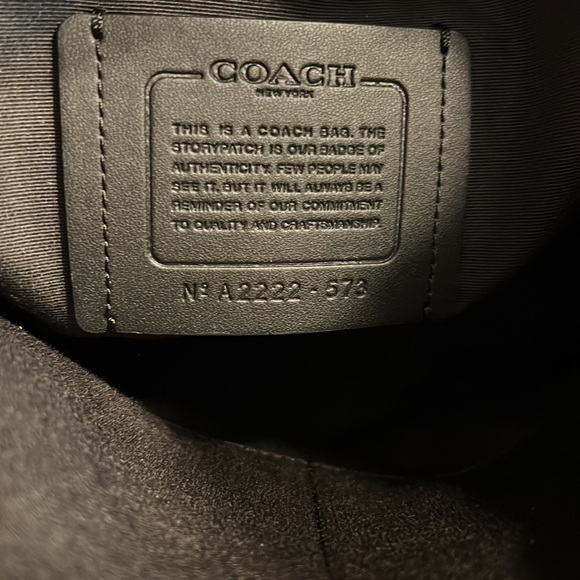 COACH
NEW YORK
THIS IS A COACH BAG. THE
STORYPATCH IS OUR BADGE OF
AUTHENTICITY. FEW PEOPLE MAY
SEE IT, BUT IT WILL ALWAYS BE A
REMINDER OF OUR COMMITMENT
TO QUALITY AND CRAFTSMANSHIP.
Nº A2222-573